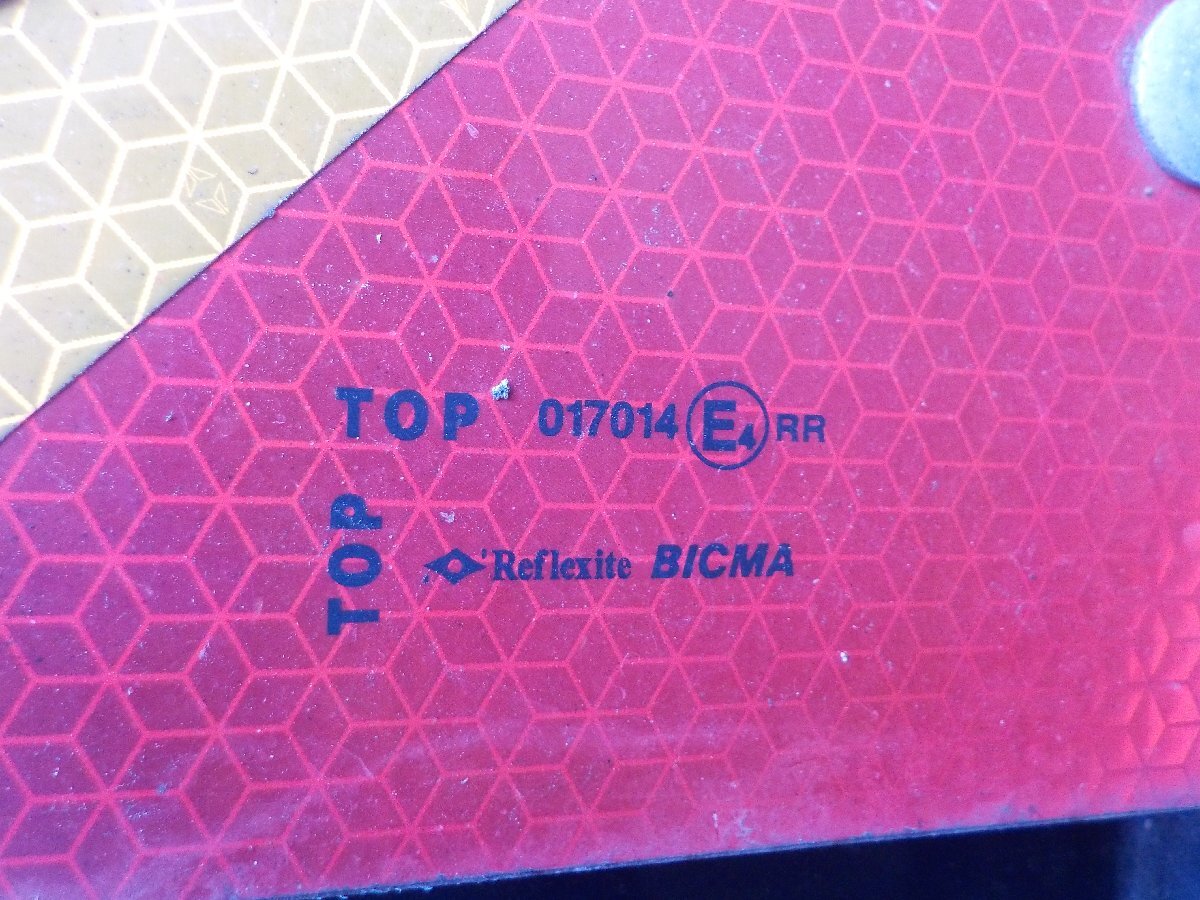 TOP 017014 E4 RR
TOP
Reflexite BICMA